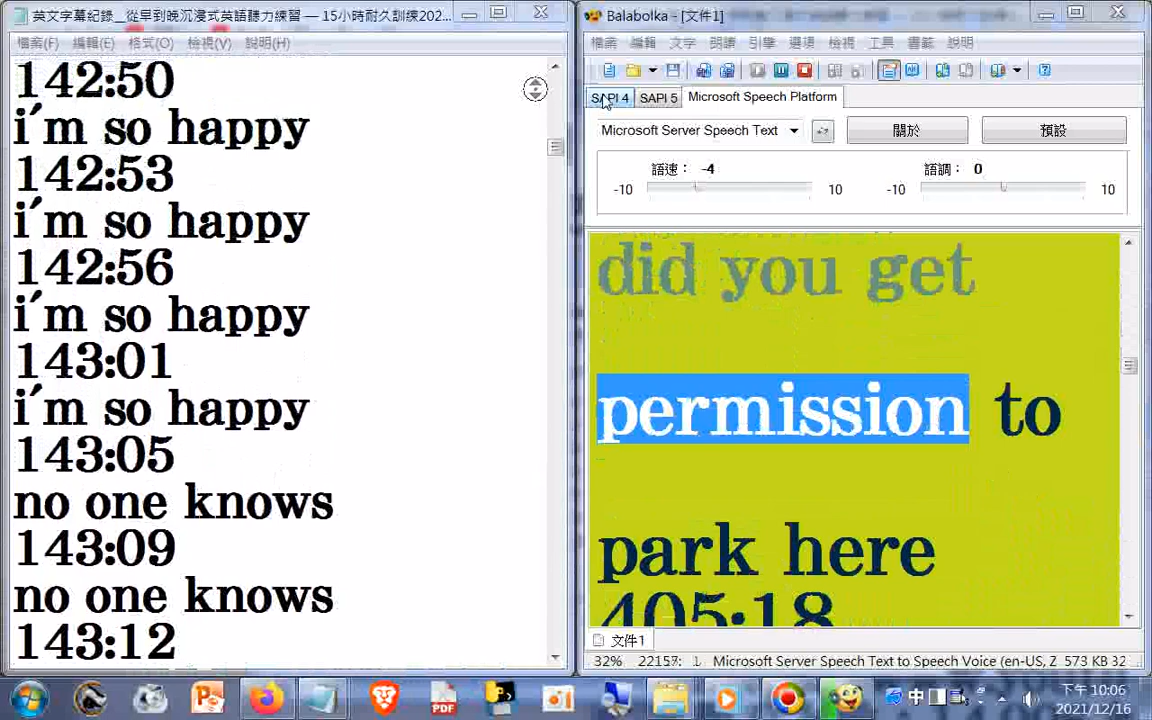 英文字幕紀錄__從早到晚沉浸式英語聽力練習 — 15小時耐久訓練202...
檔案(F) 編輯(E) 格式(O) 檢視(V) 說明(H)
142:50
i´m so happy
142:53
i´m so happy
142:56
i´m so happy
143:01
i´m so happy
143:05
no one knows
143:09
no one knows
143:12
Balabolka - [文件1]
檔案 編輯 文字 朗讀 引擎 選項 檢視 工具 書籤 說明
SAPI 4 SAPI 5 Microsoft Speech Platform
Microsoft Server Speech Text 關於 預設
語速： -4 語調： 0
-10 10 -10 10
did you get
permission to
park here
405:18
文件1
32% 22157: 1 Microsoft Server Speech Text to Speech Voice (en-US, Z 573 KB 32
中 下午 10:06
2021/12/16